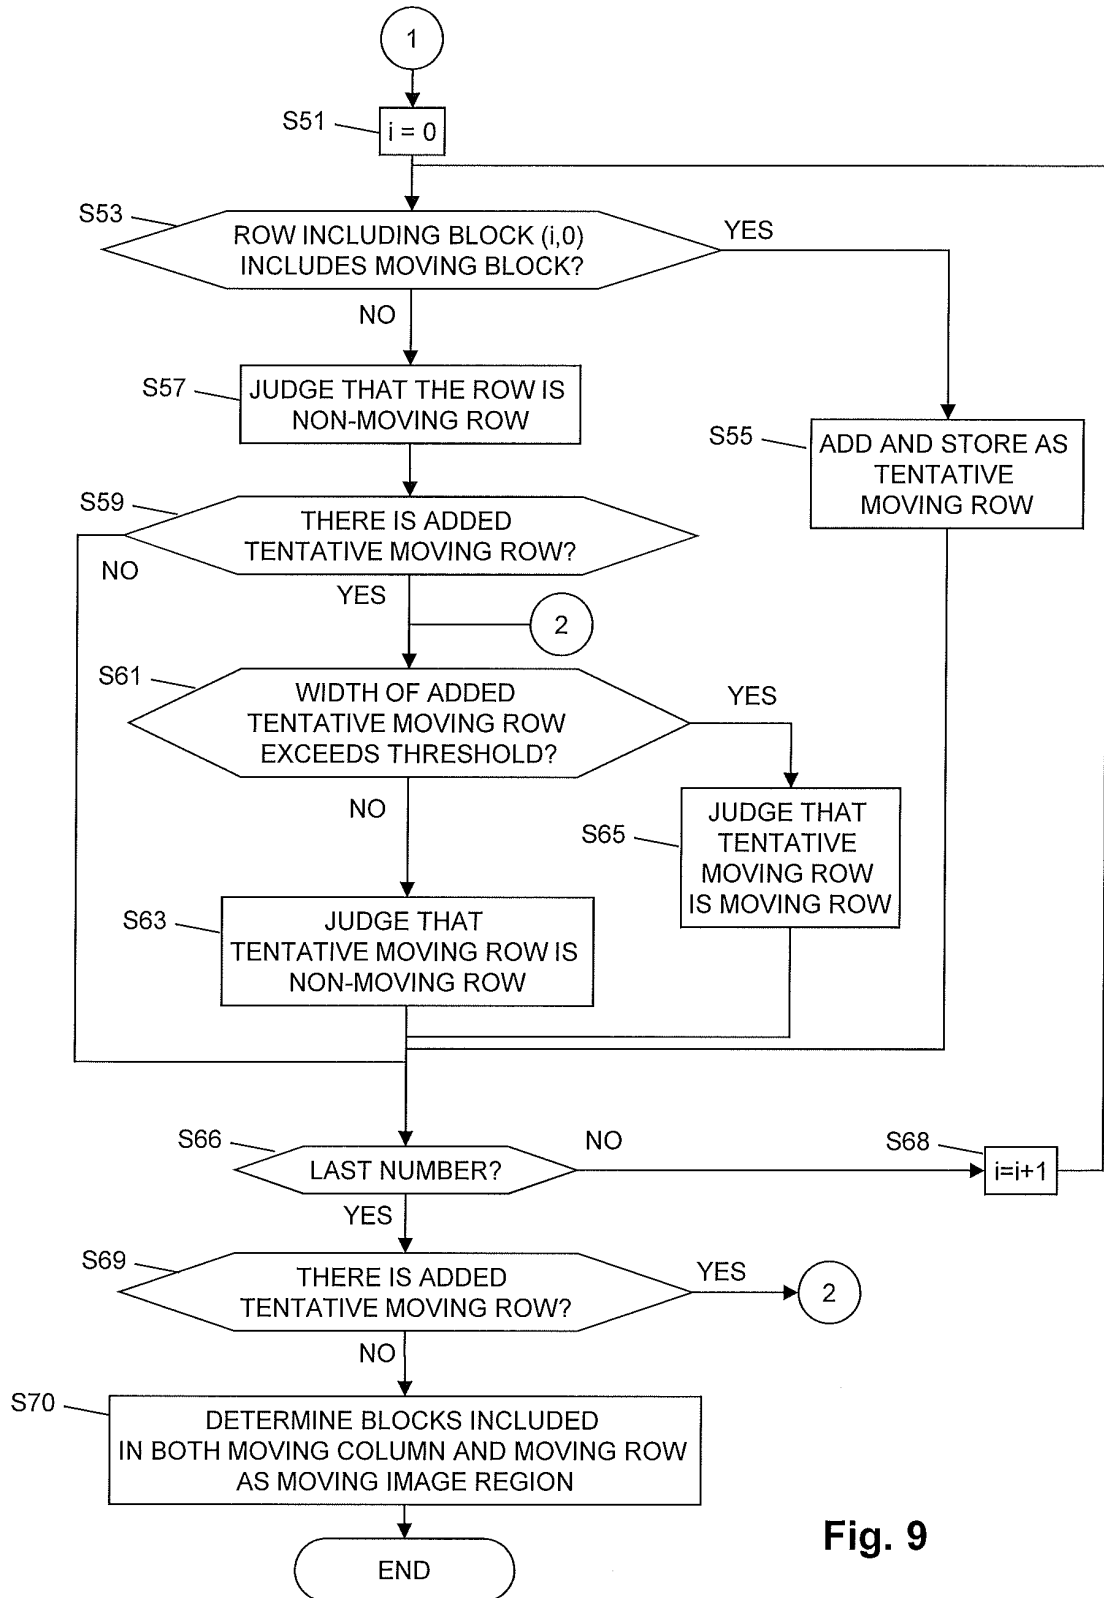 1
S51
i = 0
S53
ROW INCLUDING BLOCK (i,0)
INCLUDES MOVING BLOCK?
YES
NO
S57
JUDGE THAT THE ROW IS
NON-MOVING ROW
S55
ADD AND STORE AS
TENTATIVE
MOVING ROW
S59
THERE IS ADDED
TENTATIVE MOVING ROW?
NO
YES
2
S61
WIDTH OF ADDED
TENTATIVE MOVING ROW
EXCEEDS THRESHOLD?
YES
NO
S65
JUDGE THAT
TENTATIVE
MOVING ROW
IS MOVING ROW
S63
JUDGE THAT
TENTATIVE MOVING ROW IS
NON-MOVING ROW
S66
LAST NUMBER?
NO
S68
i=i+1
YES
S69
THERE IS ADDED
TENTATIVE MOVING ROW?
YES
2
NO
S70
DETERMINE BLOCKS INCLUDED
IN BOTH MOVING COLUMN AND MOVING ROW
AS MOVING IMAGE REGION
END
Fig. 9